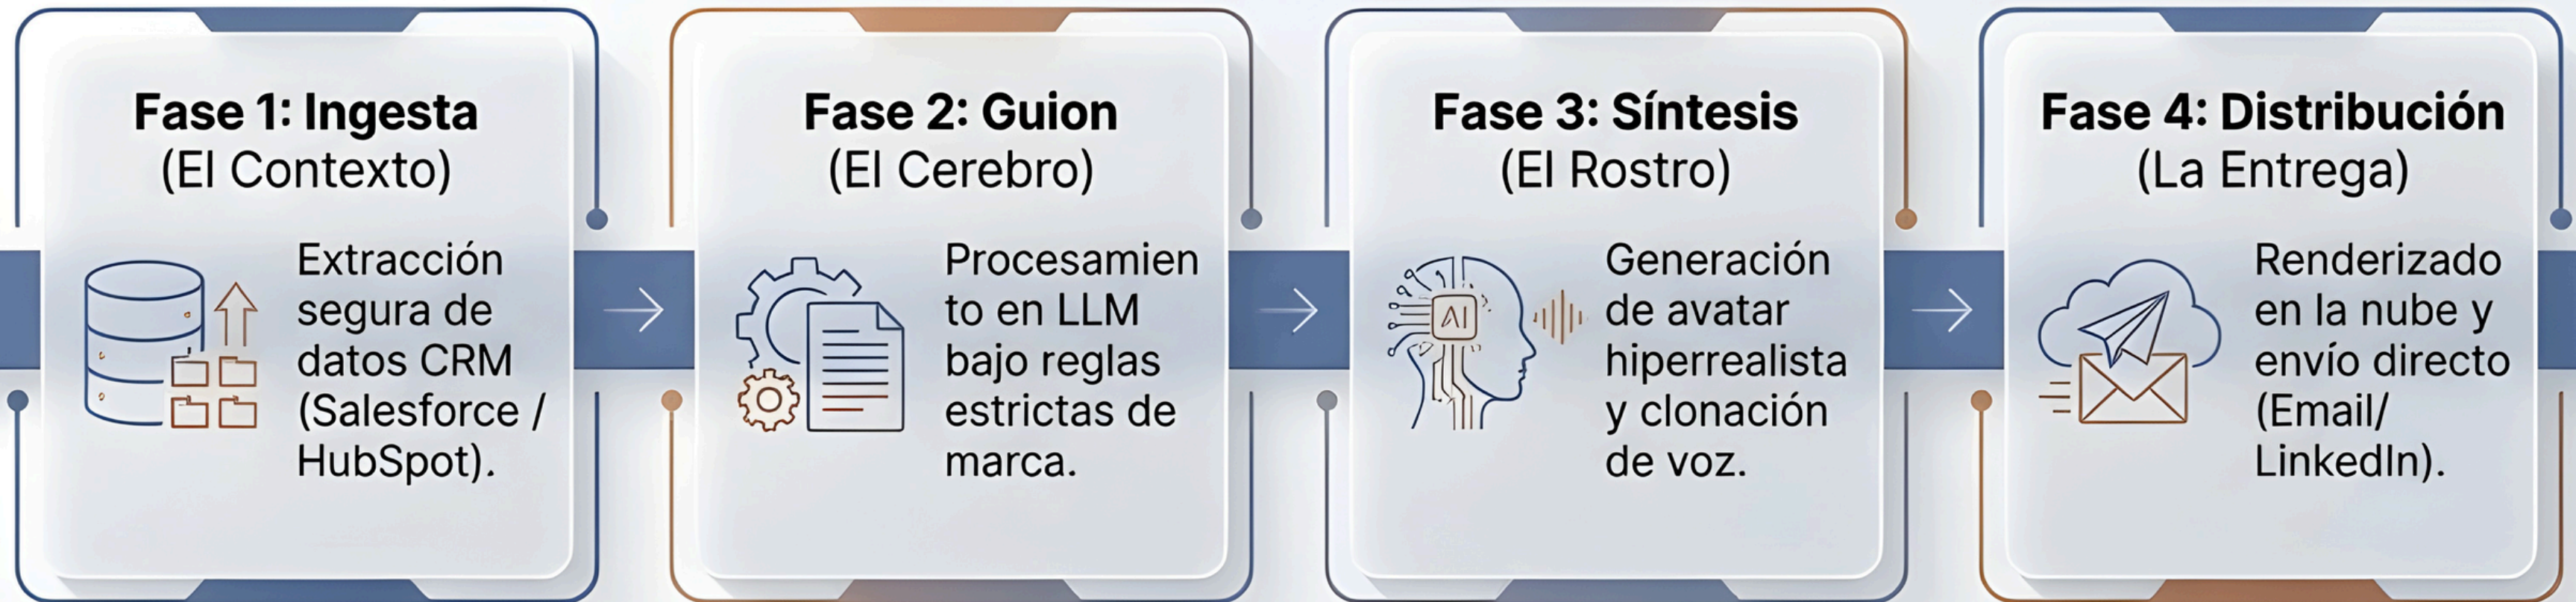 Fase 1: Ingesta
(El Contexto)
Extracción
segura de
datos CRM
(Salesforce /
HubSpot).
Fase 2: Guion
(El Cerebro)
Procesamien
to en LLM
bajo reglas
estrictas de
marca.
Fase 3: Síntesis
(El Rostro)
AI
Generación
de avatar
hiperrealista
y clonación
de voz.
Fase 4: Distribución
(La Entrega)
Renderizado
en la nube y
envío directo
(Email/
LinkedIn).